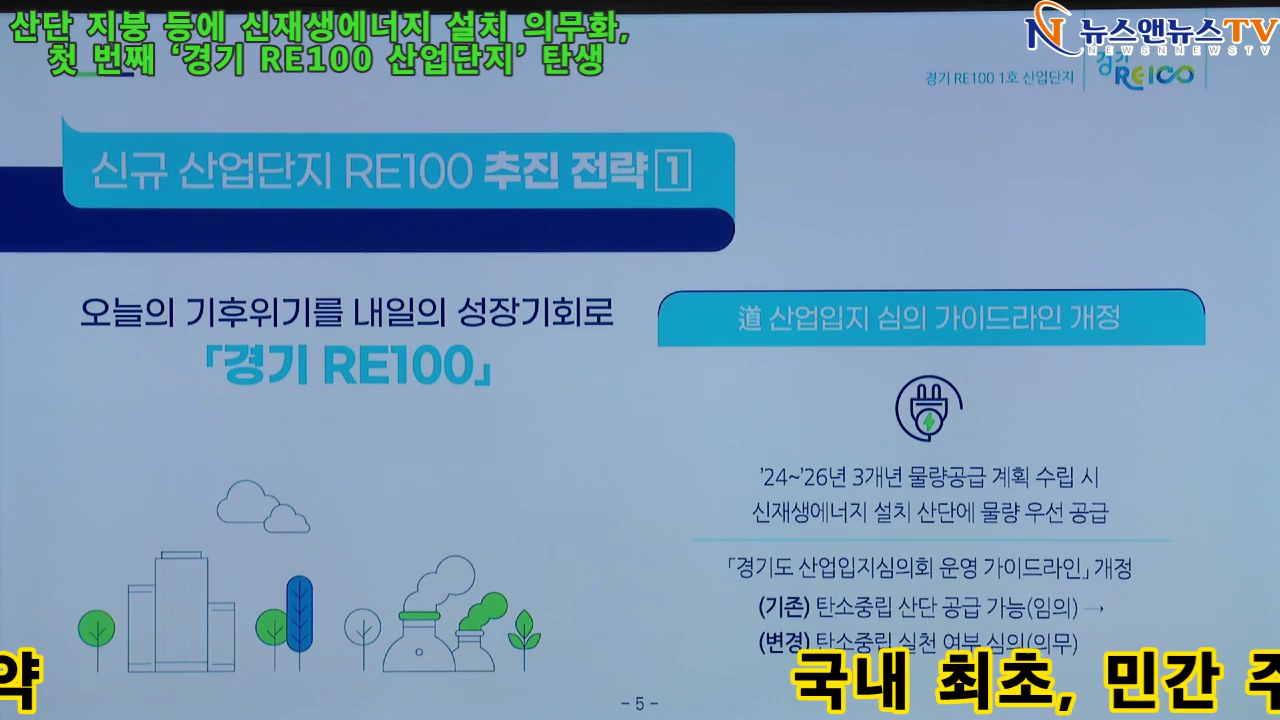 산단 지붕 등에 신재생에너지 설치 의무화,
첫 번째 ‘경기 RE100 산업단지’ 탄생
뉴스앤뉴스TV
NEWSNNEWSTV
경기 RE100 1호 산업단지
경기
RE100
신규 산업단지 RE100 추진 전략 1
오늘의 기후위기를 내일의 성장기회로
「경기 RE100」
道 산업입지 심의 가이드라인 개정
’24~’26년 3개년 물량공급 계획 수립 시
신재생에너지 설치 산단에 물량 우선 공급
「경기도 산업입지심의회 운영 가이드라인」 개정
(기존) 탄소중립 산단 공급 가능(임의) →
(변경) 탄소중립 실천 여부 심의(의무)
약 국내 최초, 민간 주
- 5 -